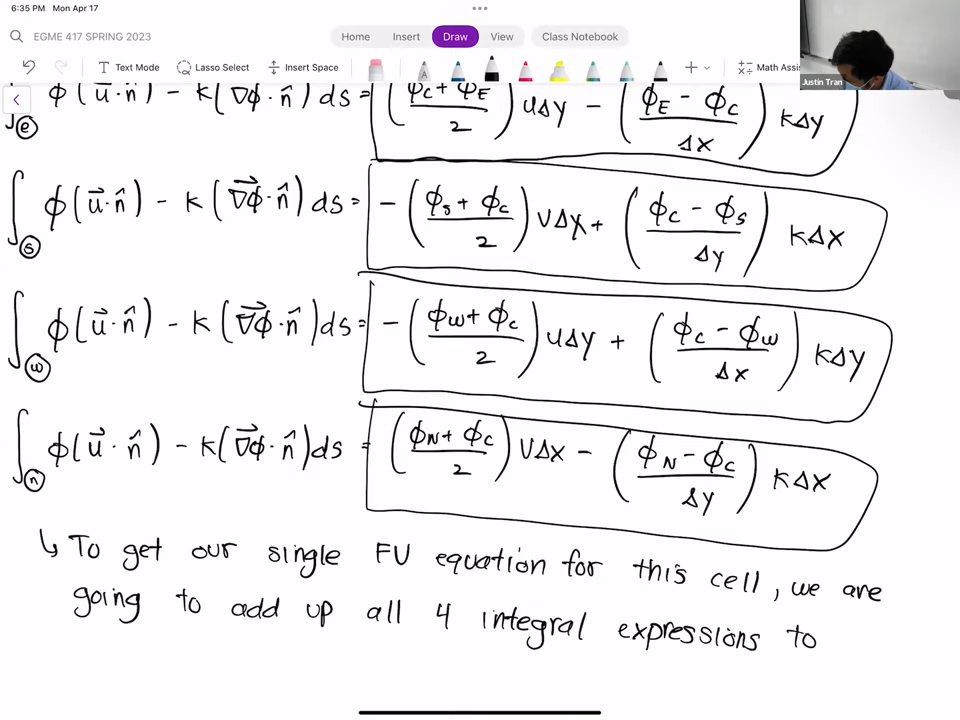 6:35 PM Mon Apr 17
EGME 417 SPRING 2023
Home Insert Draw View Class Notebook
Text Mode Lasso Select Insert Space Math Assis
Justin Tran
∫ₑ ϕ(u⃗·n̂) − K(∇⃗ϕ·n̂)ds = ((ϕC + ϕE)/2) uΔy − ((ϕE − ϕC)/Δx) KΔy
∫ₛ ϕ(u⃗·n̂) − K(∇⃗ϕ·n̂)ds = −((ϕs + ϕc)/2) VΔx + ((ϕc − ϕs)/Δy) KΔx
∫w ϕ(u⃗·n̂) − K(∇⃗ϕ·n̂)ds = −((ϕw + ϕc)/2) uΔy + ((ϕc − ϕw)/Δx) KΔy
∫ₙ ϕ(u⃗·n̂) − K(∇⃗ϕ·n̂)ds = ((ϕN + ϕc)/2) VΔx − ((ϕN − ϕc)/Δy) KΔx
↳ To get our single FV equation for this cell, we are
going to add up all 4 integral expressions to